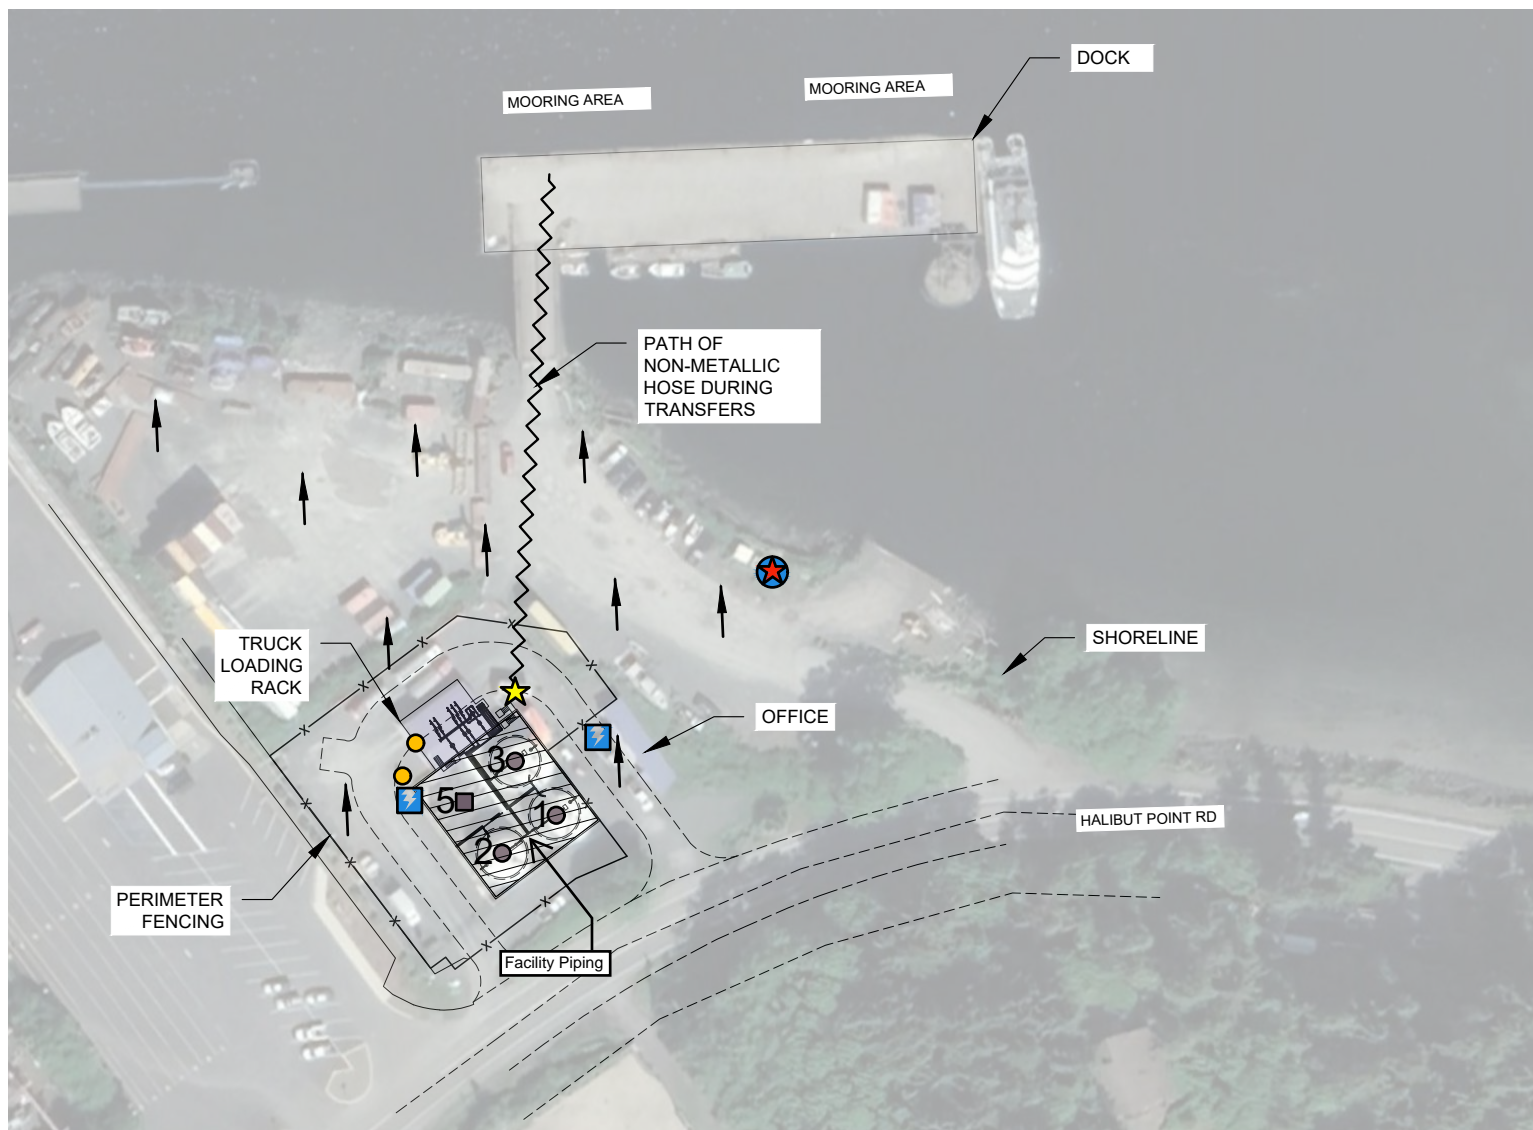 DOCK
MOORING AREA
MOORING AREA
PATH OF
NON-METALLIC
HOSE DURING
TRANSFERS
TRUCK
LOADING
RACK
SHORELINE
OFFICE
3
5
1
2
HALIBUT POINT RD
PERIMETER
FENCING
Facility Piping